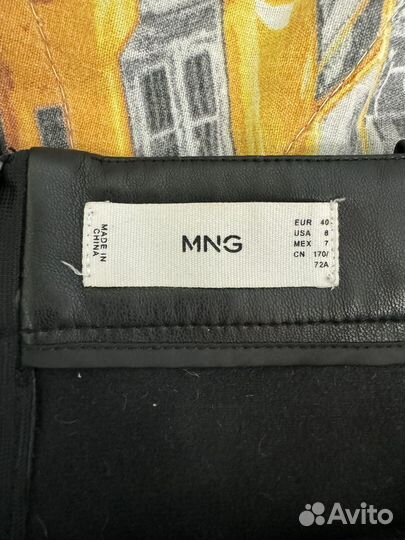 MADE IN
CHINA
MNG
EUR 40
USA 8
MEX 7
CN 170/
72A
Avito